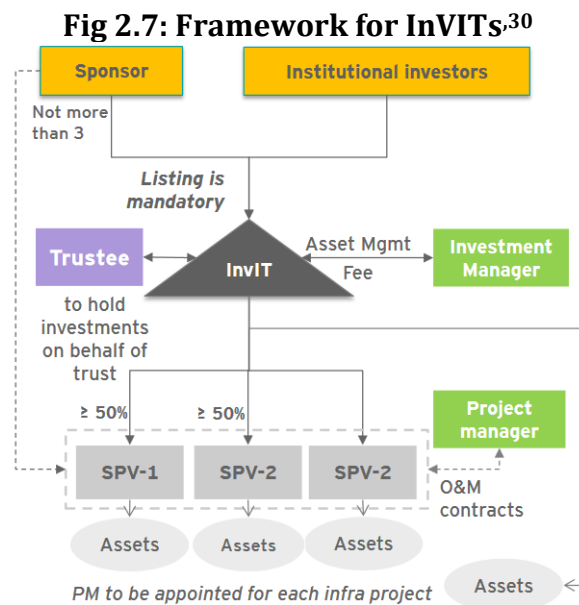 Fig 2.7: Framework for InVITs,30
Sponsor
Institutional investors
Not more
than 3
Listing is
mandatory
Trustee
InvIT
Asset Mgmt
Fee
Investment
Manager
to hold
investments
on behalf of
trust
≥ 50%
≥ 50%
Project
manager
SPV-1
SPV-2
SPV-2
O&M
contracts
Assets
Assets
Assets
PM to be appointed for each infra project
Assets